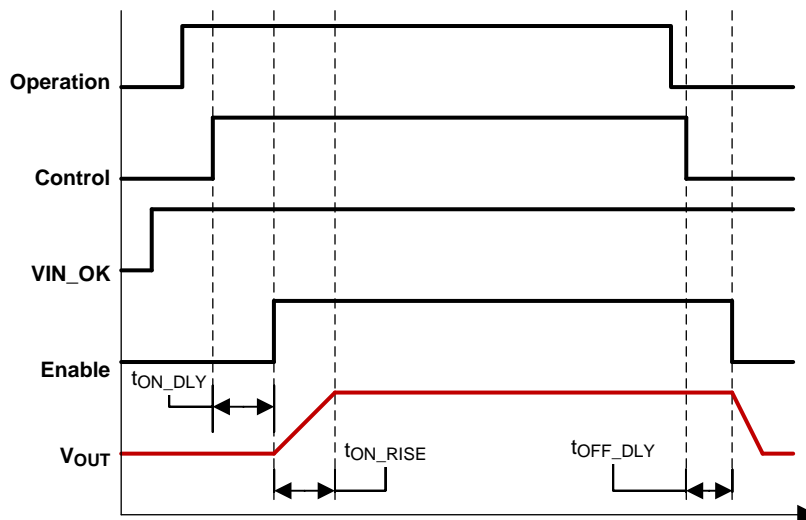 Operation
Control
VIN_OK
Enable
tON_DLY
VOUT
tON_RISE
tOFF_DLY